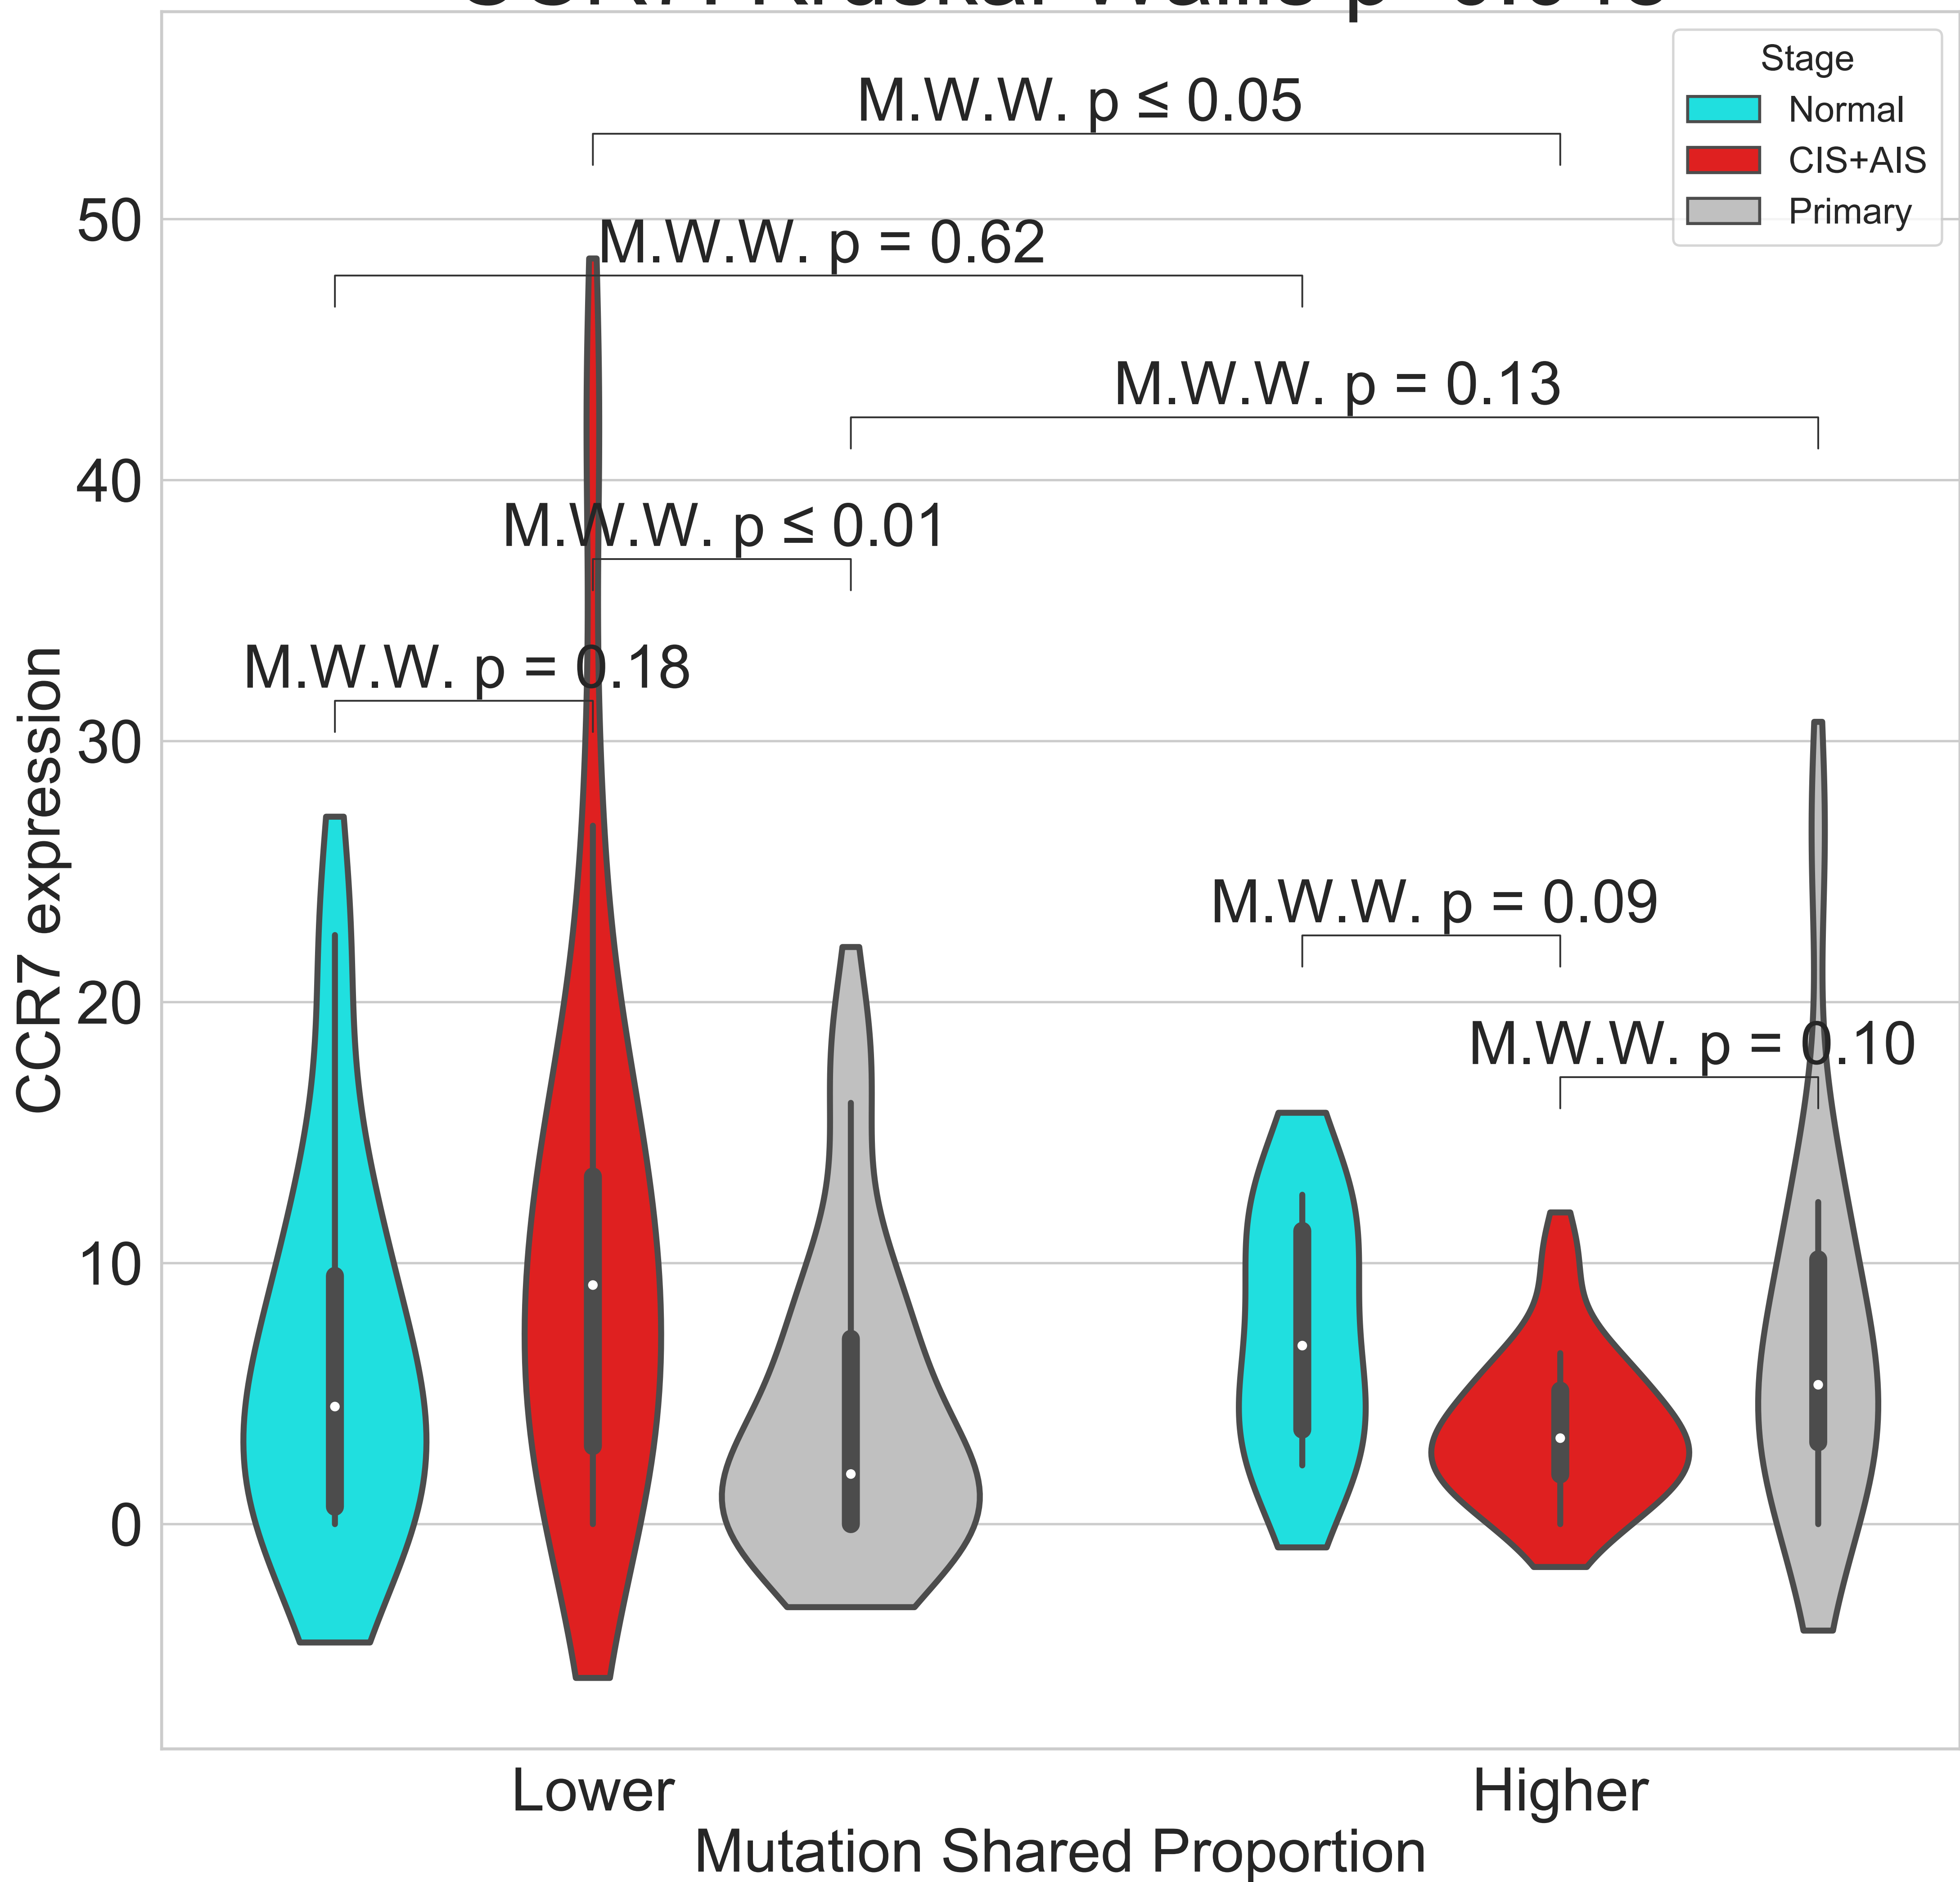 M.W.W. p ≤ 0.05
Stage
Normal
CIS+AIS
Primary
M.W.W. p = 0.62
M.W.W. p = 0.13
M.W.W. p ≤ 0.01
M.W.W. p = 0.18
M.W.W. p = 0.09
M.W.W. p = 0.10
CCR7 expression
50
40
30
20
10
0
Lower
Higher
Mutation Shared Proportion